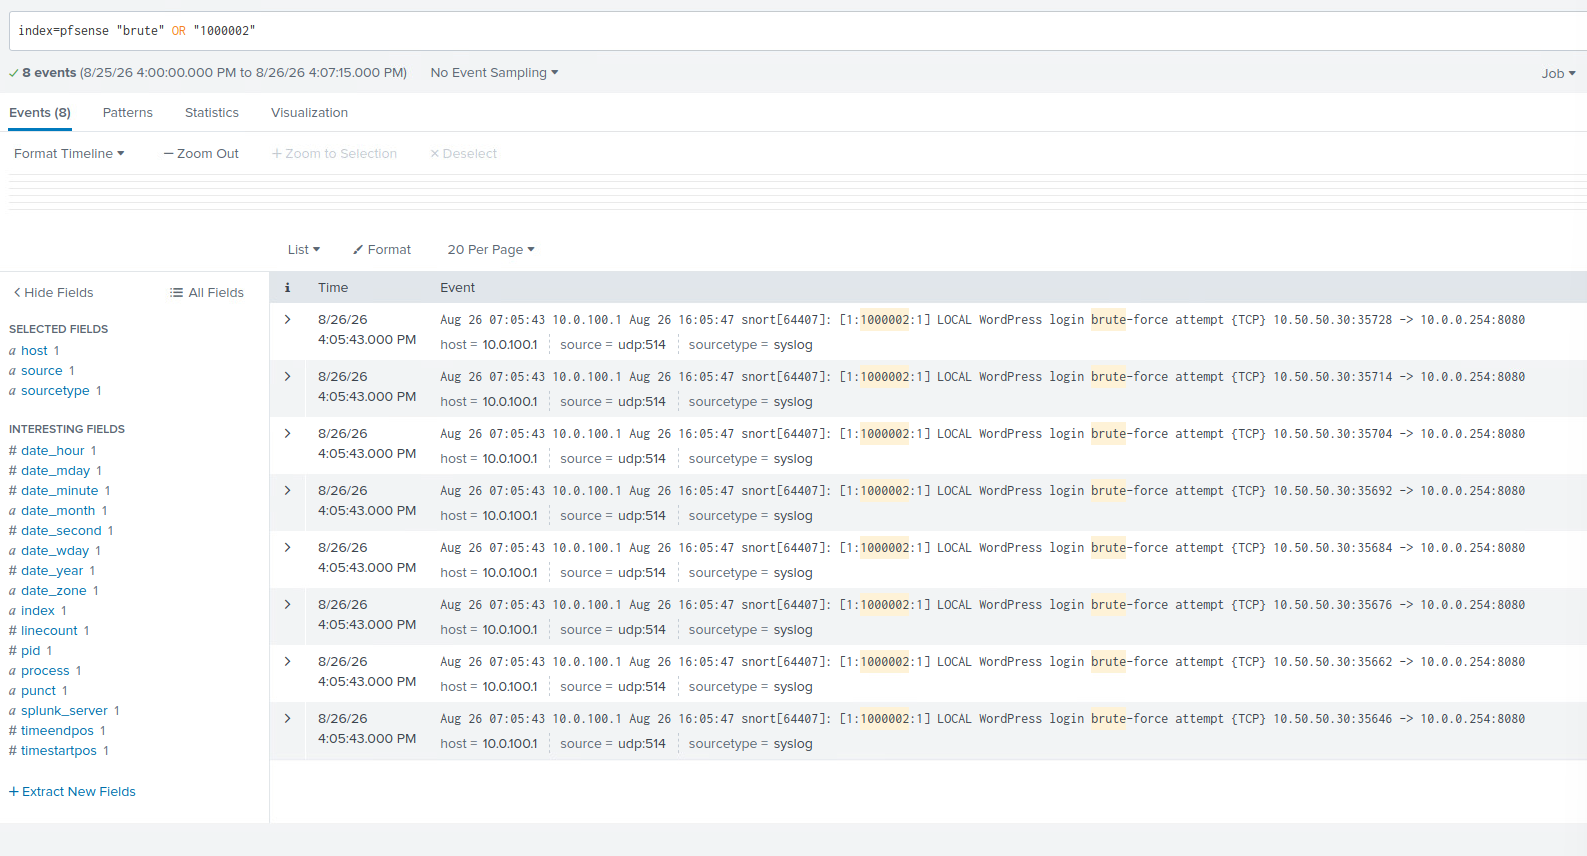 index=pfsense "brute" OR "1000002"
8 events (8/25/26 4:00:00.000 PM to 8/26/26 4:07:15.000 PM) No Event Sampling Job
Events (8) Patterns Statistics Visualization
Format Timeline — Zoom Out + Zoom to Selection × Deselect
List Format 20 Per Page
< Hide Fields All Fields
SELECTED FIELDS
a host 1
a source 1
a sourcetype 1
INTERESTING FIELDS
# date_hour 1
# date_mday 1
# date_minute 1
a date_month 1
# date_second 1
a date_wday 1
# date_year 1
a date_zone 1
a index 1
# linecount 1
# pid 1
a process 1
a punct 1
a splunk_server 1
# timeendpos 1
# timestartpos 1
+ Extract New Fields
i Time Event
8/26/26 4:05:43.000 PM
Aug 26 07:05:43 10.0.100.1 Aug 26 16:05:47 snort[64407]: [1:1000002:1] LOCAL WordPress login brute-force attempt {TCP} 10.50.50.30:35728 -> 10.0.0.254:8080
host = 10.0.100.1 source = udp:514 sourcetype = syslog
8/26/26 4:05:43.000 PM
Aug 26 07:05:43 10.0.100.1 Aug 26 16:05:47 snort[64407]: [1:1000002:1] LOCAL WordPress login brute-force attempt {TCP} 10.50.50.30:35714 -> 10.0.0.254:8080
host = 10.0.100.1 source = udp:514 sourcetype = syslog
8/26/26 4:05:43.000 PM
Aug 26 07:05:43 10.0.100.1 Aug 26 16:05:47 snort[64407]: [1:1000002:1] LOCAL WordPress login brute-force attempt {TCP} 10.50.50.30:35704 -> 10.0.0.254:8080
host = 10.0.100.1 source = udp:514 sourcetype = syslog
8/26/26 4:05:43.000 PM
Aug 26 07:05:43 10.0.100.1 Aug 26 16:05:47 snort[64407]: [1:1000002:1] LOCAL WordPress login brute-force attempt {TCP} 10.50.50.30:35692 -> 10.0.0.254:8080
host = 10.0.100.1 source = udp:514 sourcetype = syslog
8/26/26 4:05:43.000 PM
Aug 26 07:05:43 10.0.100.1 Aug 26 16:05:47 snort[64407]: [1:1000002:1] LOCAL WordPress login brute-force attempt {TCP} 10.50.50.30:35684 -> 10.0.0.254:8080
host = 10.0.100.1 source = udp:514 sourcetype = syslog
8/26/26 4:05:43.000 PM
Aug 26 07:05:43 10.0.100.1 Aug 26 16:05:47 snort[64407]: [1:1000002:1] LOCAL WordPress login brute-force attempt {TCP} 10.50.50.30:35676 -> 10.0.0.254:8080
host = 10.0.100.1 source = udp:514 sourcetype = syslog
8/26/26 4:05:43.000 PM
Aug 26 07:05:43 10.0.100.1 Aug 26 16:05:47 snort[64407]: [1:1000002:1] LOCAL WordPress login brute-force attempt {TCP} 10.50.50.30:35662 -> 10.0.0.254:8080
host = 10.0.100.1 source = udp:514 sourcetype = syslog
8/26/26 4:05:43.000 PM
Aug 26 07:05:43 10.0.100.1 Aug 26 16:05:47 snort[64407]: [1:1000002:1] LOCAL WordPress login brute-force attempt {TCP} 10.50.50.30:35646 -> 10.0.0.254:8080
host = 10.0.100.1 source = udp:514 sourcetype = syslog